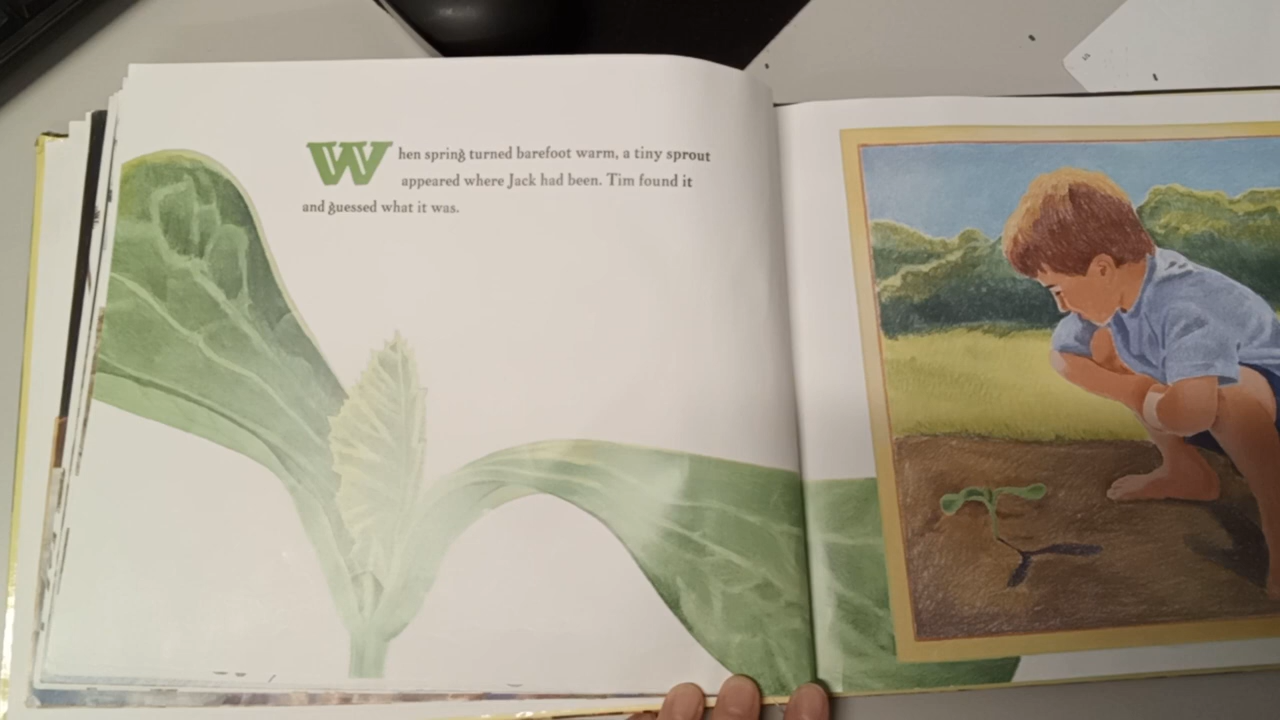 When spring turned barefoot warm, a tiny sprout
appeared where Jack had been. Tim found it
and guessed what it was.